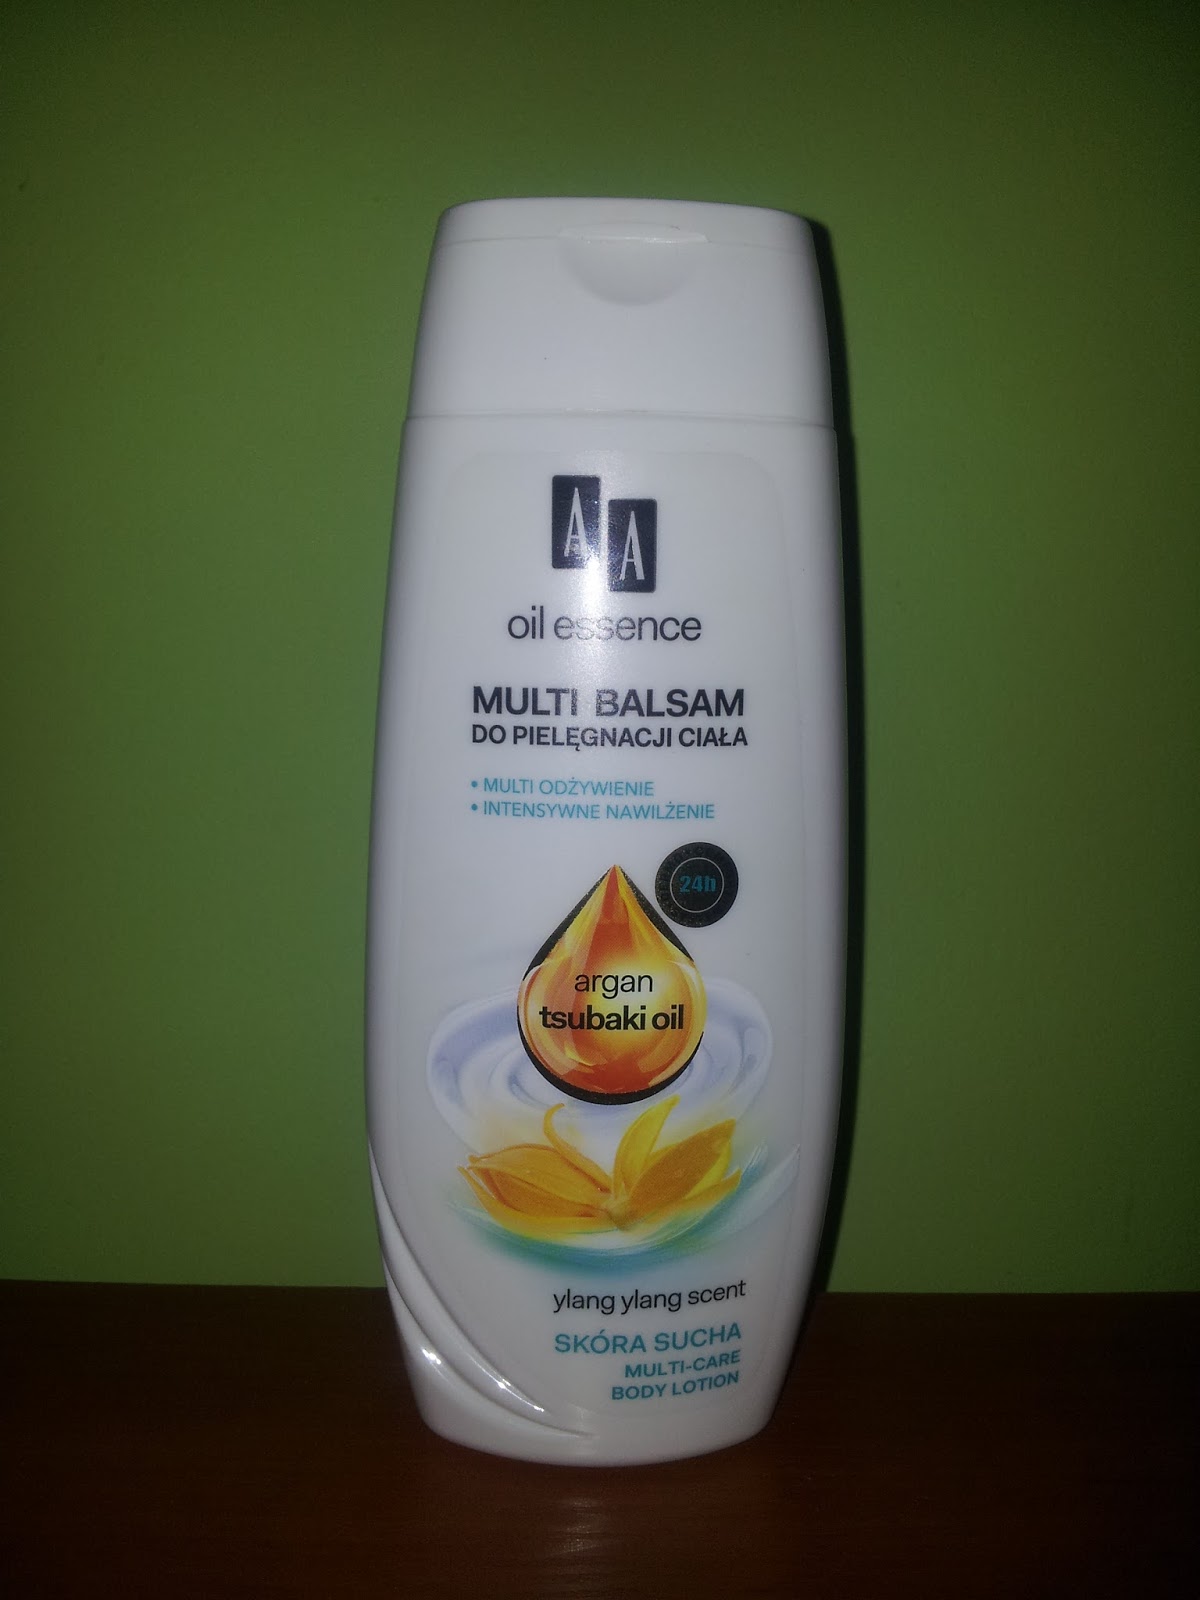 AA
oil essence
MULTI BALSAM
DO PIELĘGNACJI CIAŁA
• MULTI ODŻYWIENIE
• INTENSYWNE NAWILŻENIE
24h
argan
tsubaki oil
ylang ylang scent
SKÓRA SUCHA
MULTI-CARE
BODY LOTION